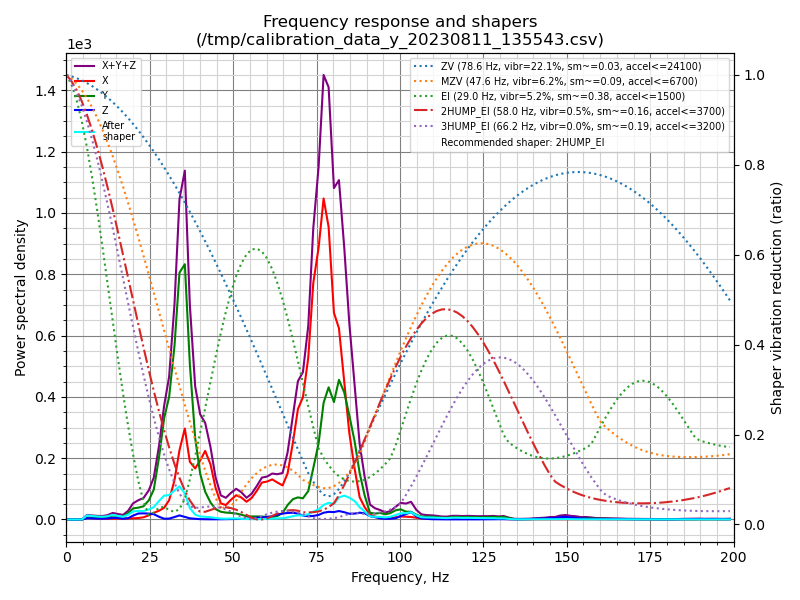 Frequency response and shapers
(/tmp/calibration_data_y_20230811_135543.csv)
1e3
X+Y+Z
X
Y
Z
After
shaper
ZV (78.6 Hz, vibr=22.1%, sm~=0.03, accel<=24100)
MZV (47.6 Hz, vibr=6.2%, sm~=0.09, accel<=6700)
EI (29.0 Hz, vibr=5.2%, sm~=0.38, accel<=1500)
2HUMP_EI (58.0 Hz, vibr=0.5%, sm~=0.16, accel<=3700)
3HUMP_EI (66.2 Hz, vibr=0.0%, sm~=0.19, accel<=3200)
Recommended shaper: 2HUMP_EI
Power spectral density
1.4
1.2
1.0
0.8
0.6
0.4
0.2
0.0
1.0
0.8
0.6
0.4
0.2
0.0
Shaper vibration reduction (ratio)
0 25 50 75 100 125 150 175 200
Frequency, Hz